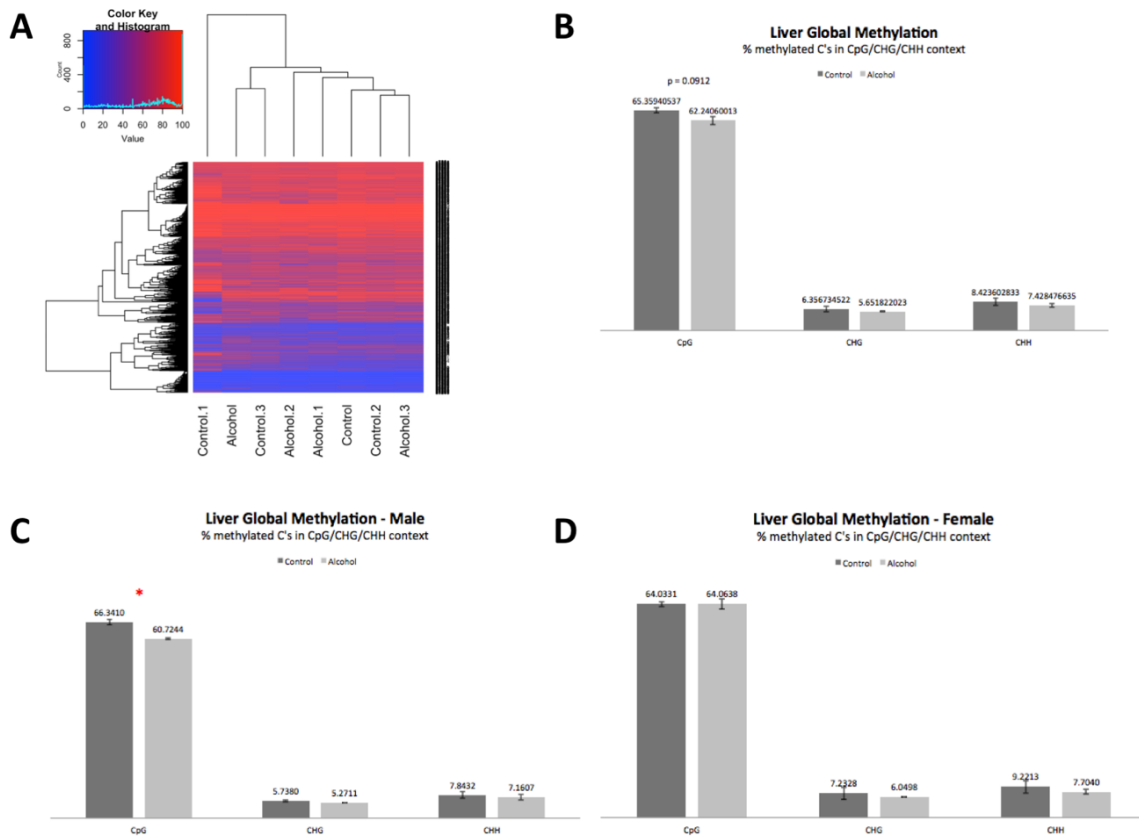 A
Color Key
and Histogram
Count
0 400 800
0 20 40 60 80 100
Value
Control.1
Alcohol
Control.3
Alcohol.2
Alcohol.1
Control
Control.2
Alcohol.3
B
Liver Global Methylation
% methylated C's in CpG/CHG/CHH context
Control Alcohol
p = 0.0912
65.35940537
62.24060013
6.356734522
5.651822023
8.423602833
7.428476635
CpG CHG CHH
C
Liver Global Methylation - Male
% methylated C's in CpG/CHG/CHH context
Control Alcohol
*
66.3410
60.7244
5.7380
5.2711
7.8432
7.1607
CpG CHG CHH
D
Liver Global Methylation - Female
% methylated C's in CpG/CHG/CHH context
Control Alcohol
64.0331
64.0638
7.2328
6.0498
9.2213
7.7040
CpG CHG CHH